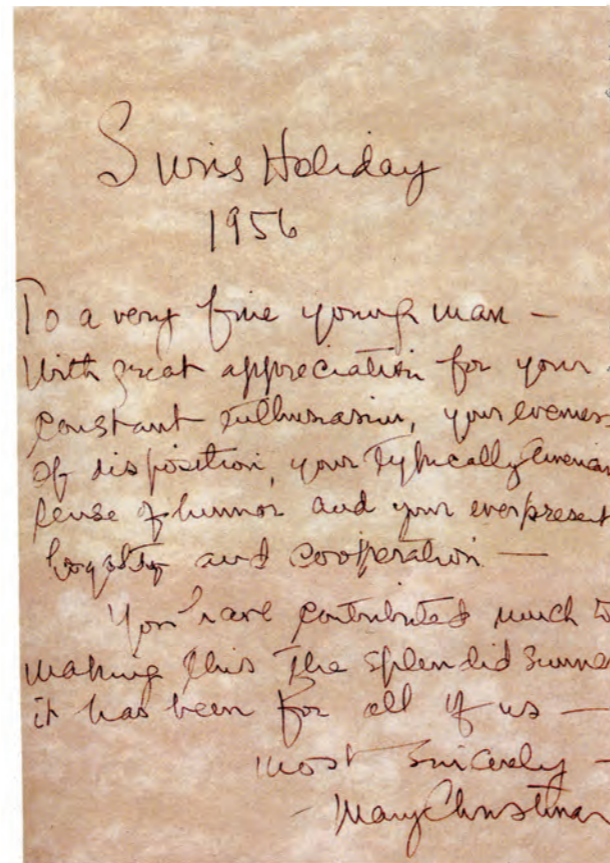 Swiss Holiday
1956
To a very fine young man —
With great appreciation for your
constant enthusiasm, your eveness
of disposition, your typically American
sense of humor and your everpresent
loyalty and cooperation —
You have contributed much to
making this the splendid summer
it has been for all of us —
most sincerely —
- Mary